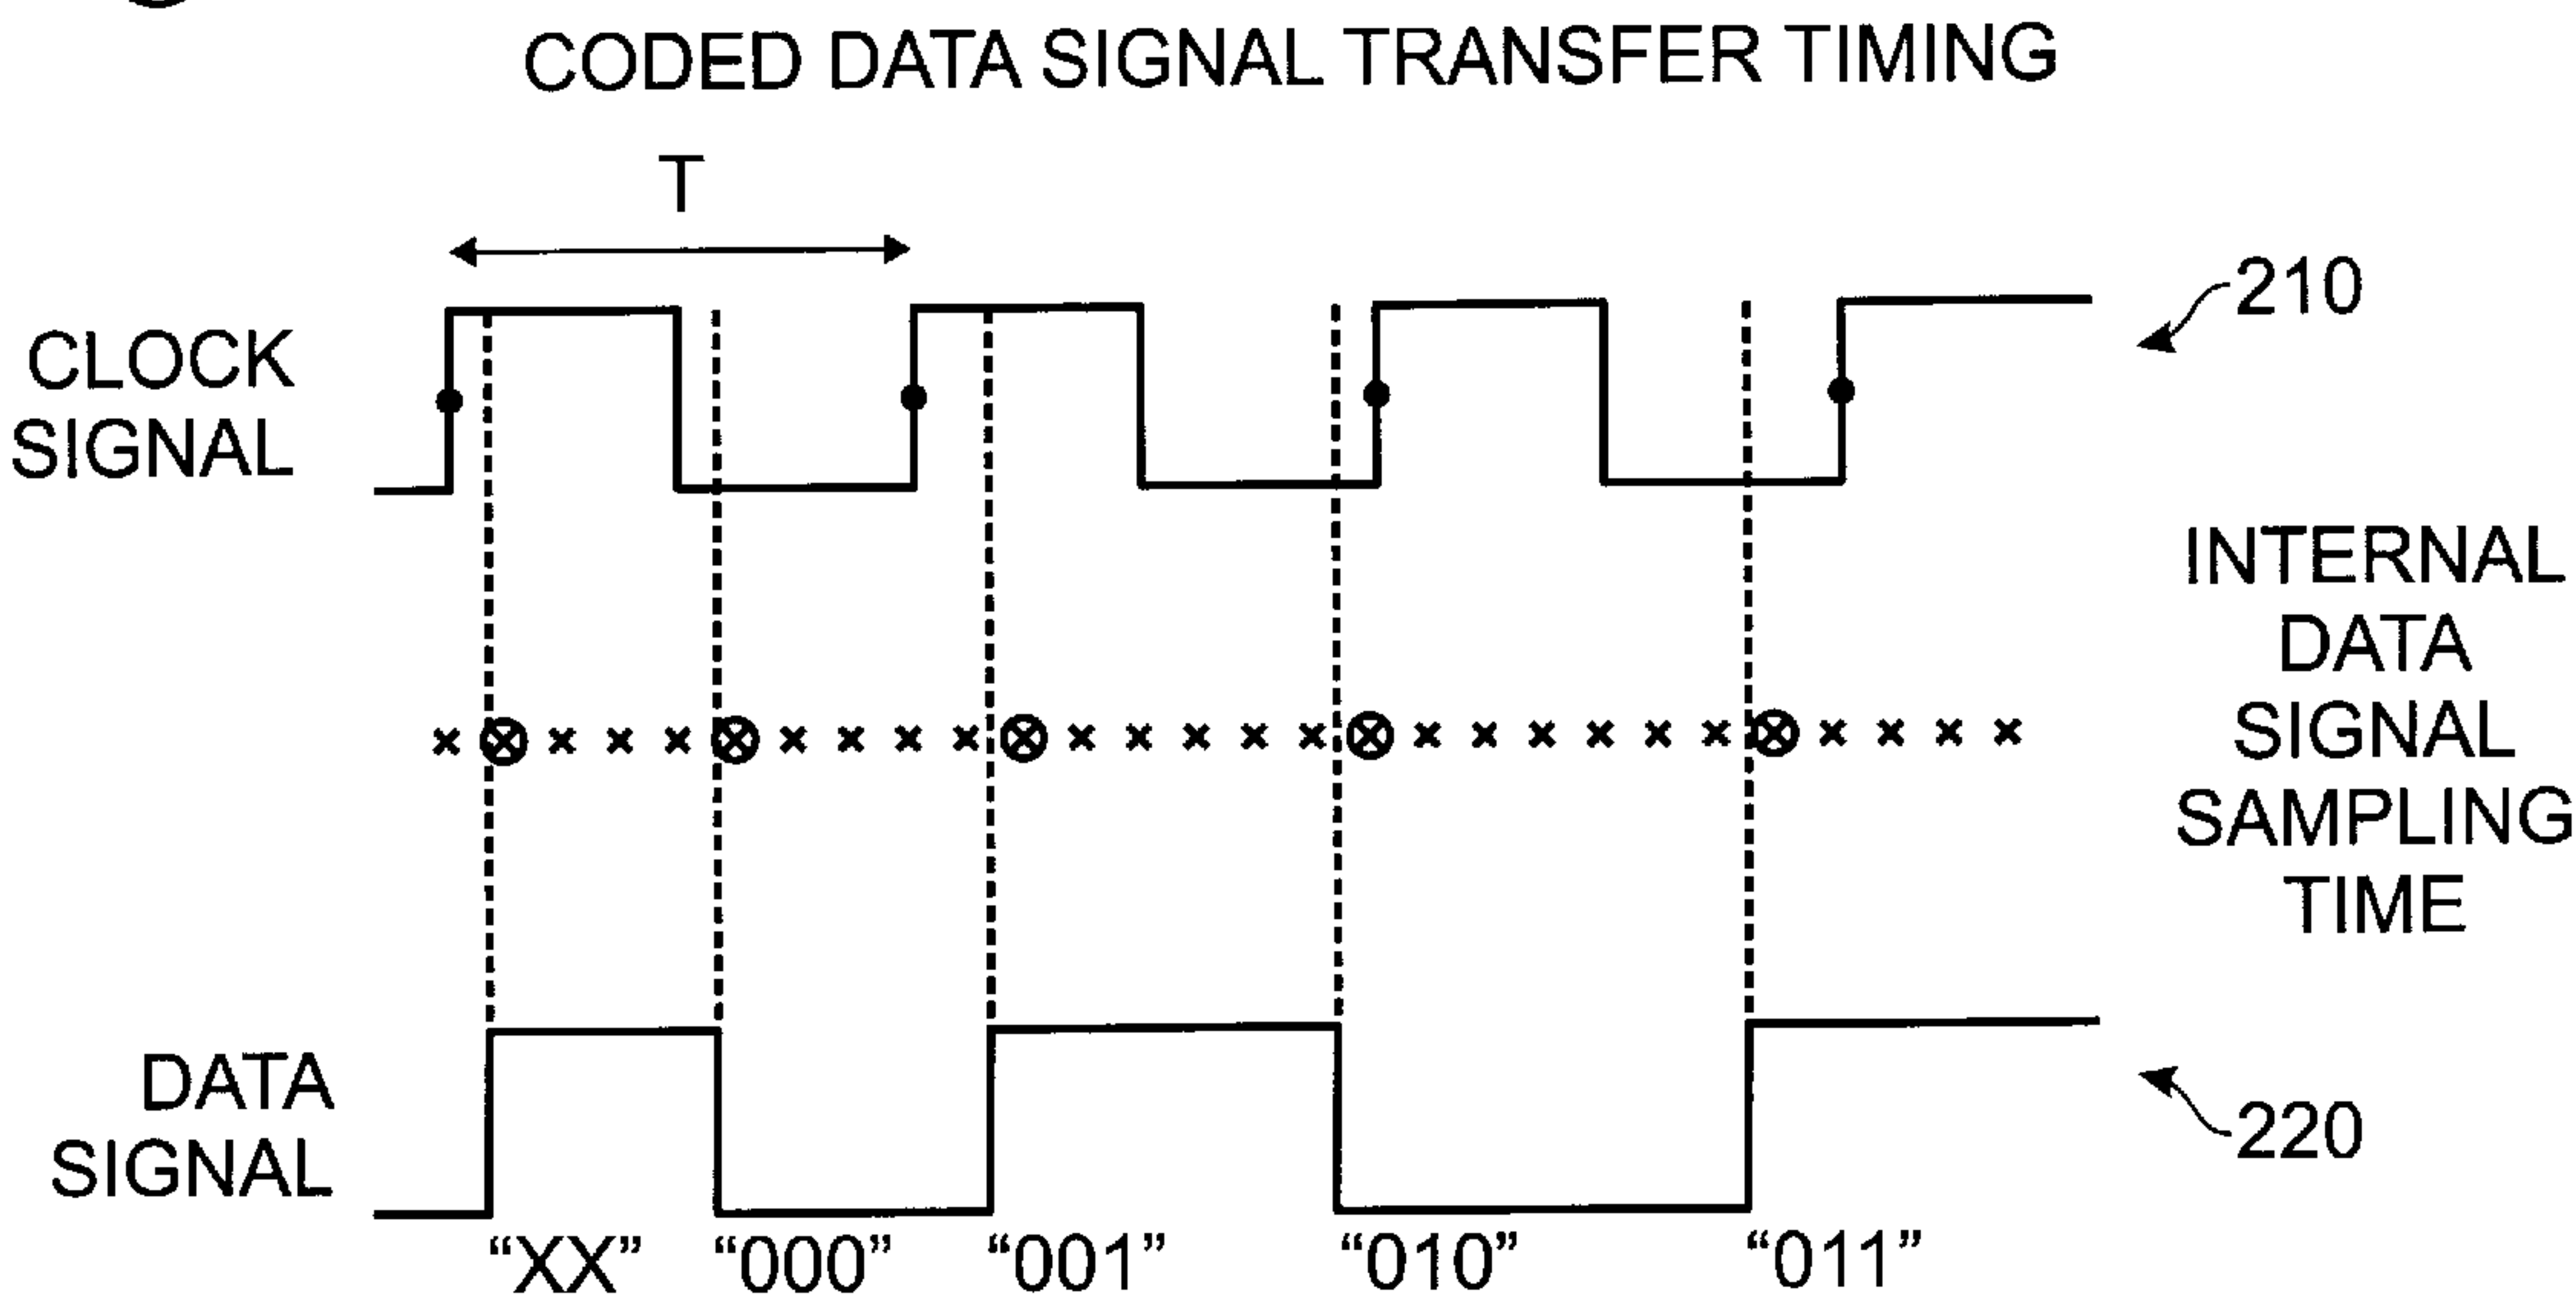 CODED DATA SIGNAL TRANSFER TIMING
T
210
CLOCK
SIGNAL
INTERNAL
DATA
SIGNAL
SAMPLING
TIME
DATA
SIGNAL
220
“XX” “000” “001” “010” “011”